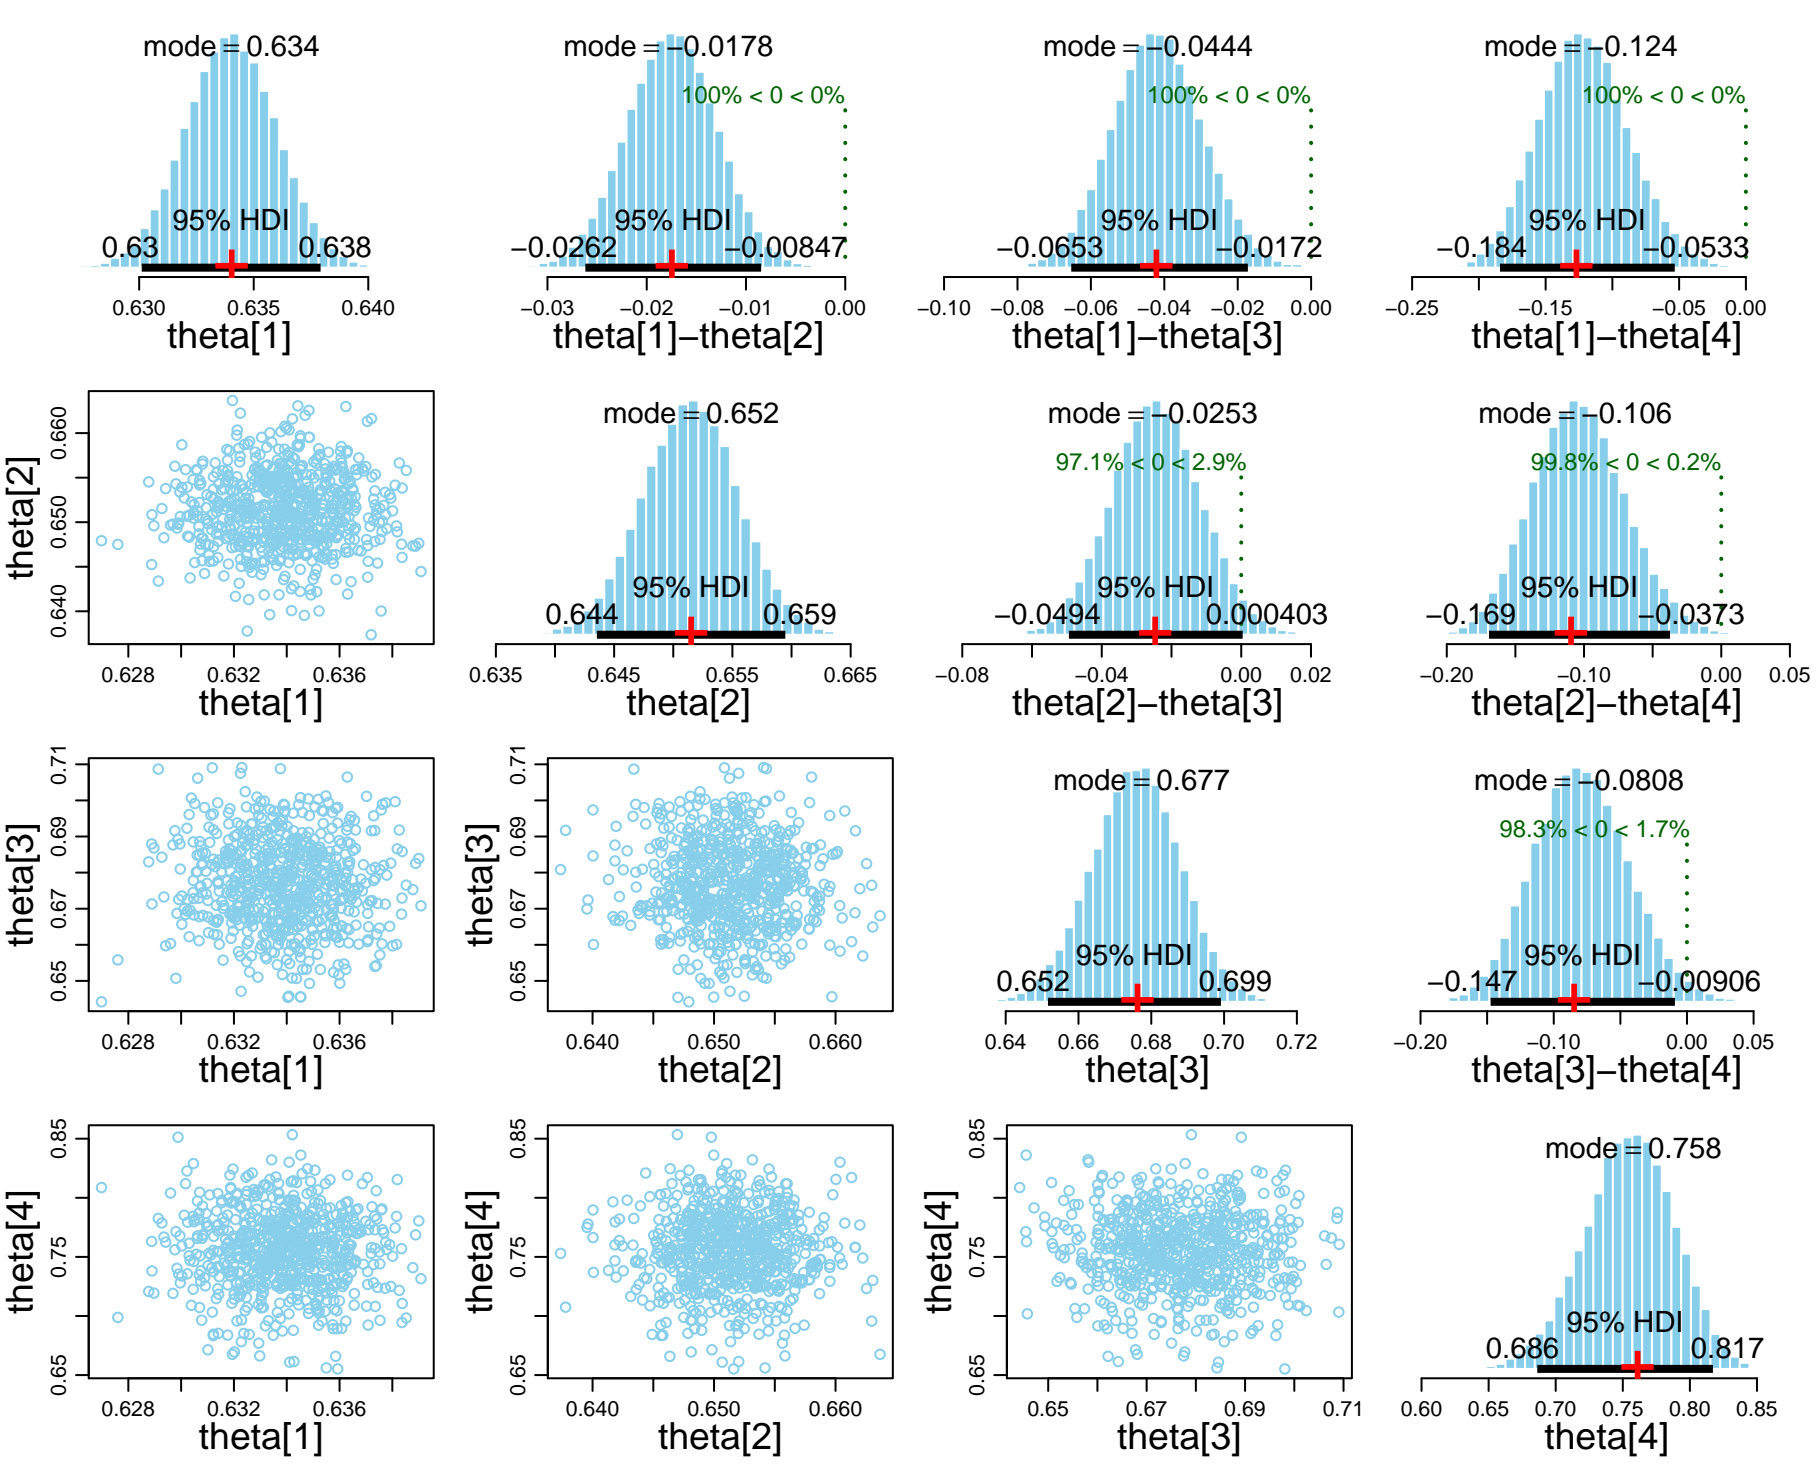 mode = 0.634
95% HDI
0.63 0.638
0.630 0.635 0.640
theta[1]
mode = −0.0178
100% < 0 < 0%
95% HDI
−0.0262 −0.00847
−0.03 −0.02 −0.01 0.00
theta[1]−theta[2]
mode = −0.0444
100% < 0 < 0%
95% HDI
−0.0653 −0.0172
−0.10 −0.08 −0.06 −0.04 −0.02 0.00
theta[1]−theta[3]
mode = −0.124
100% < 0 < 0%
95% HDI
−0.184 −0.0533
−0.25 −0.15 −0.05 0.00
theta[1]−theta[4]
theta[2]
0.640 0.650 0.660
0.628 0.632 0.636
theta[1]
mode = 0.652
95% HDI
0.644 0.659
0.635 0.645 0.655 0.665
theta[2]
mode = −0.0253
97.1% < 0 < 2.9%
95% HDI
−0.0494 0.000403
−0.08 −0.04 0.00 0.02
theta[2]−theta[3]
mode = −0.106
99.8% < 0 < 0.2%
95% HDI
−0.169 −0.0373
−0.20 −0.10 0.00 0.05
theta[2]−theta[4]
theta[3]
0.65 0.67 0.69 0.71
0.628 0.632 0.636
theta[1]
theta[3]
0.65 0.67 0.69 0.71
0.640 0.650 0.660
theta[2]
mode = 0.677
95% HDI
0.652 0.699
0.64 0.66 0.68 0.70 0.72
theta[3]
mode = −0.0808
98.3% < 0 < 1.7%
95% HDI
−0.147 −0.00906
−0.20 −0.10 0.00 0.05
theta[3]−theta[4]
theta[4]
0.65 0.75 0.85
0.628 0.632 0.636
theta[1]
theta[4]
0.65 0.75 0.85
0.640 0.650 0.660
theta[2]
theta[4]
0.65 0.75 0.85
0.65 0.67 0.69 0.71
theta[3]
mode = 0.758
95% HDI
0.686 0.817
0.60 0.65 0.70 0.75 0.80 0.85
theta[4]